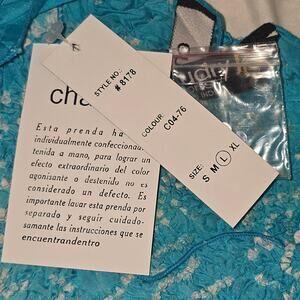 cha
Esta prenda ha
individualmente confeccionad
tenida a mano, para lograr un
efecto extraordinario del color
agonisante o destenido no es
considerado un defecto. Es
importante lavar esta prenda por
separado y seguir cuidado-
samante las instrucciones que se
encuentrandentro
STYLE NO.:
# 8178
COLOUR:
C04-76
SIZE:
S M L XL